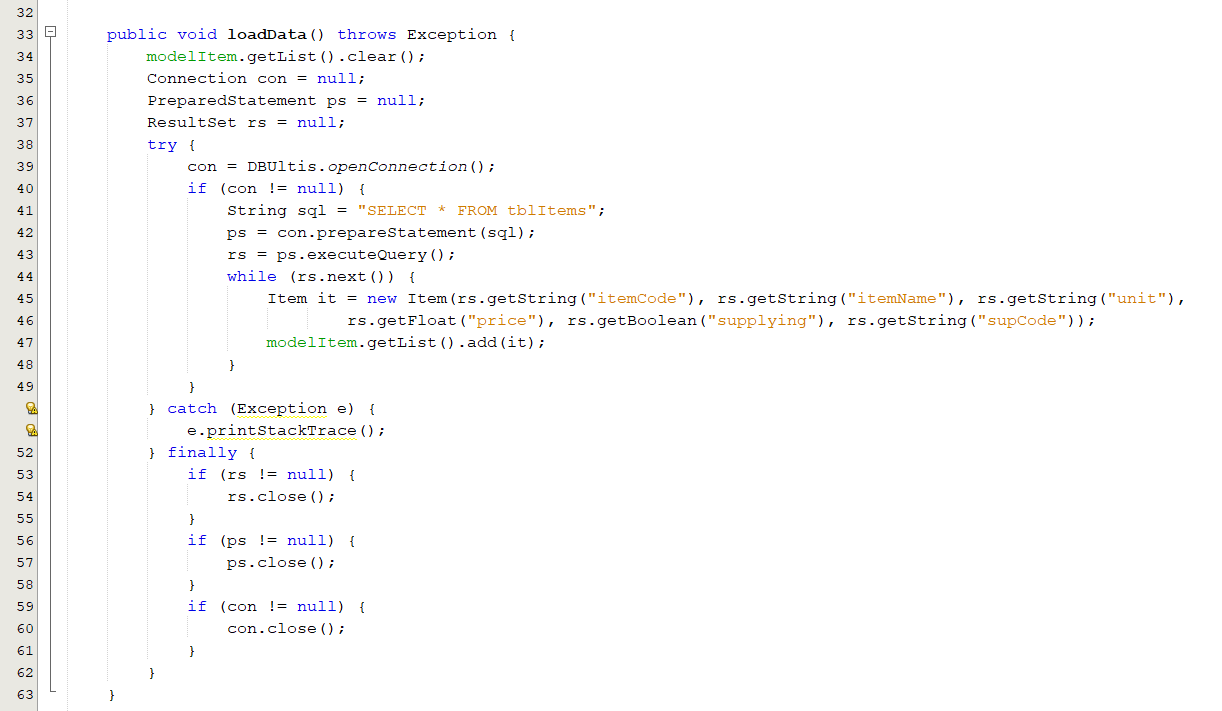 32
33 public void loadData() throws Exception {
34 modelItem.getList().clear();
35 Connection con = null;
36 PreparedStatement ps = null;
37 ResultSet rs = null;
38 try {
39 con = DBUltis.openConnection();
40 if (con != null) {
41 String sql = "SELECT * FROM tblItems";
42 ps = con.prepareStatement(sql);
43 rs = ps.executeQuery();
44 while (rs.next()) {
45 Item it = new Item(rs.getString("itemCode"), rs.getString("itemName"), rs.getString("unit"),
46 rs.getFloat("price"), rs.getBoolean("supplying"), rs.getString("supCode"));
47 modelItem.getList().add(it);
48 }
49 }
} catch (Exception e) {
e.printStackTrace();
52 } finally {
53 if (rs != null) {
54 rs.close();
55 }
56 if (ps != null) {
57 ps.close();
58 }
59 if (con != null) {
60 con.close();
61 }
62 }
63 }